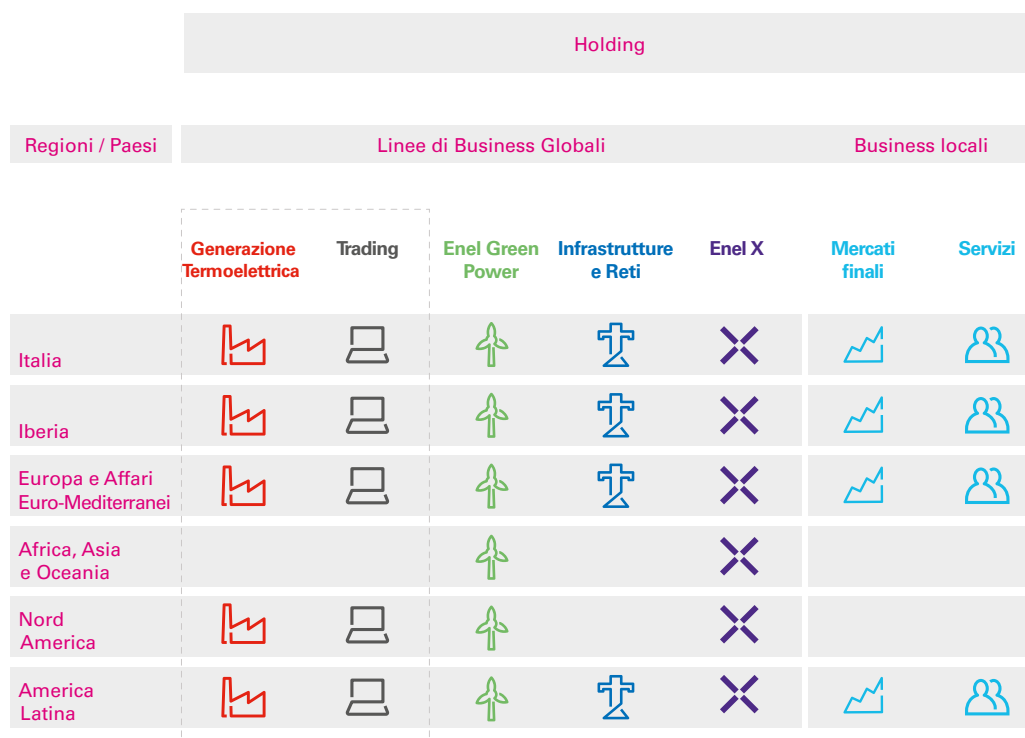 Holding
Regioni / Paesi
Linee di Business Globali
Business locali
Generazione
Termoelettrica
Trading
Enel Green
Power
Infrastrutture
e Reti
Enel X
Mercati
finali
Servizi
Italia
Iberia
Europa e Affari
Euro-Mediterranei
Africa, Asia
e Oceania
Nord
America
America
Latina